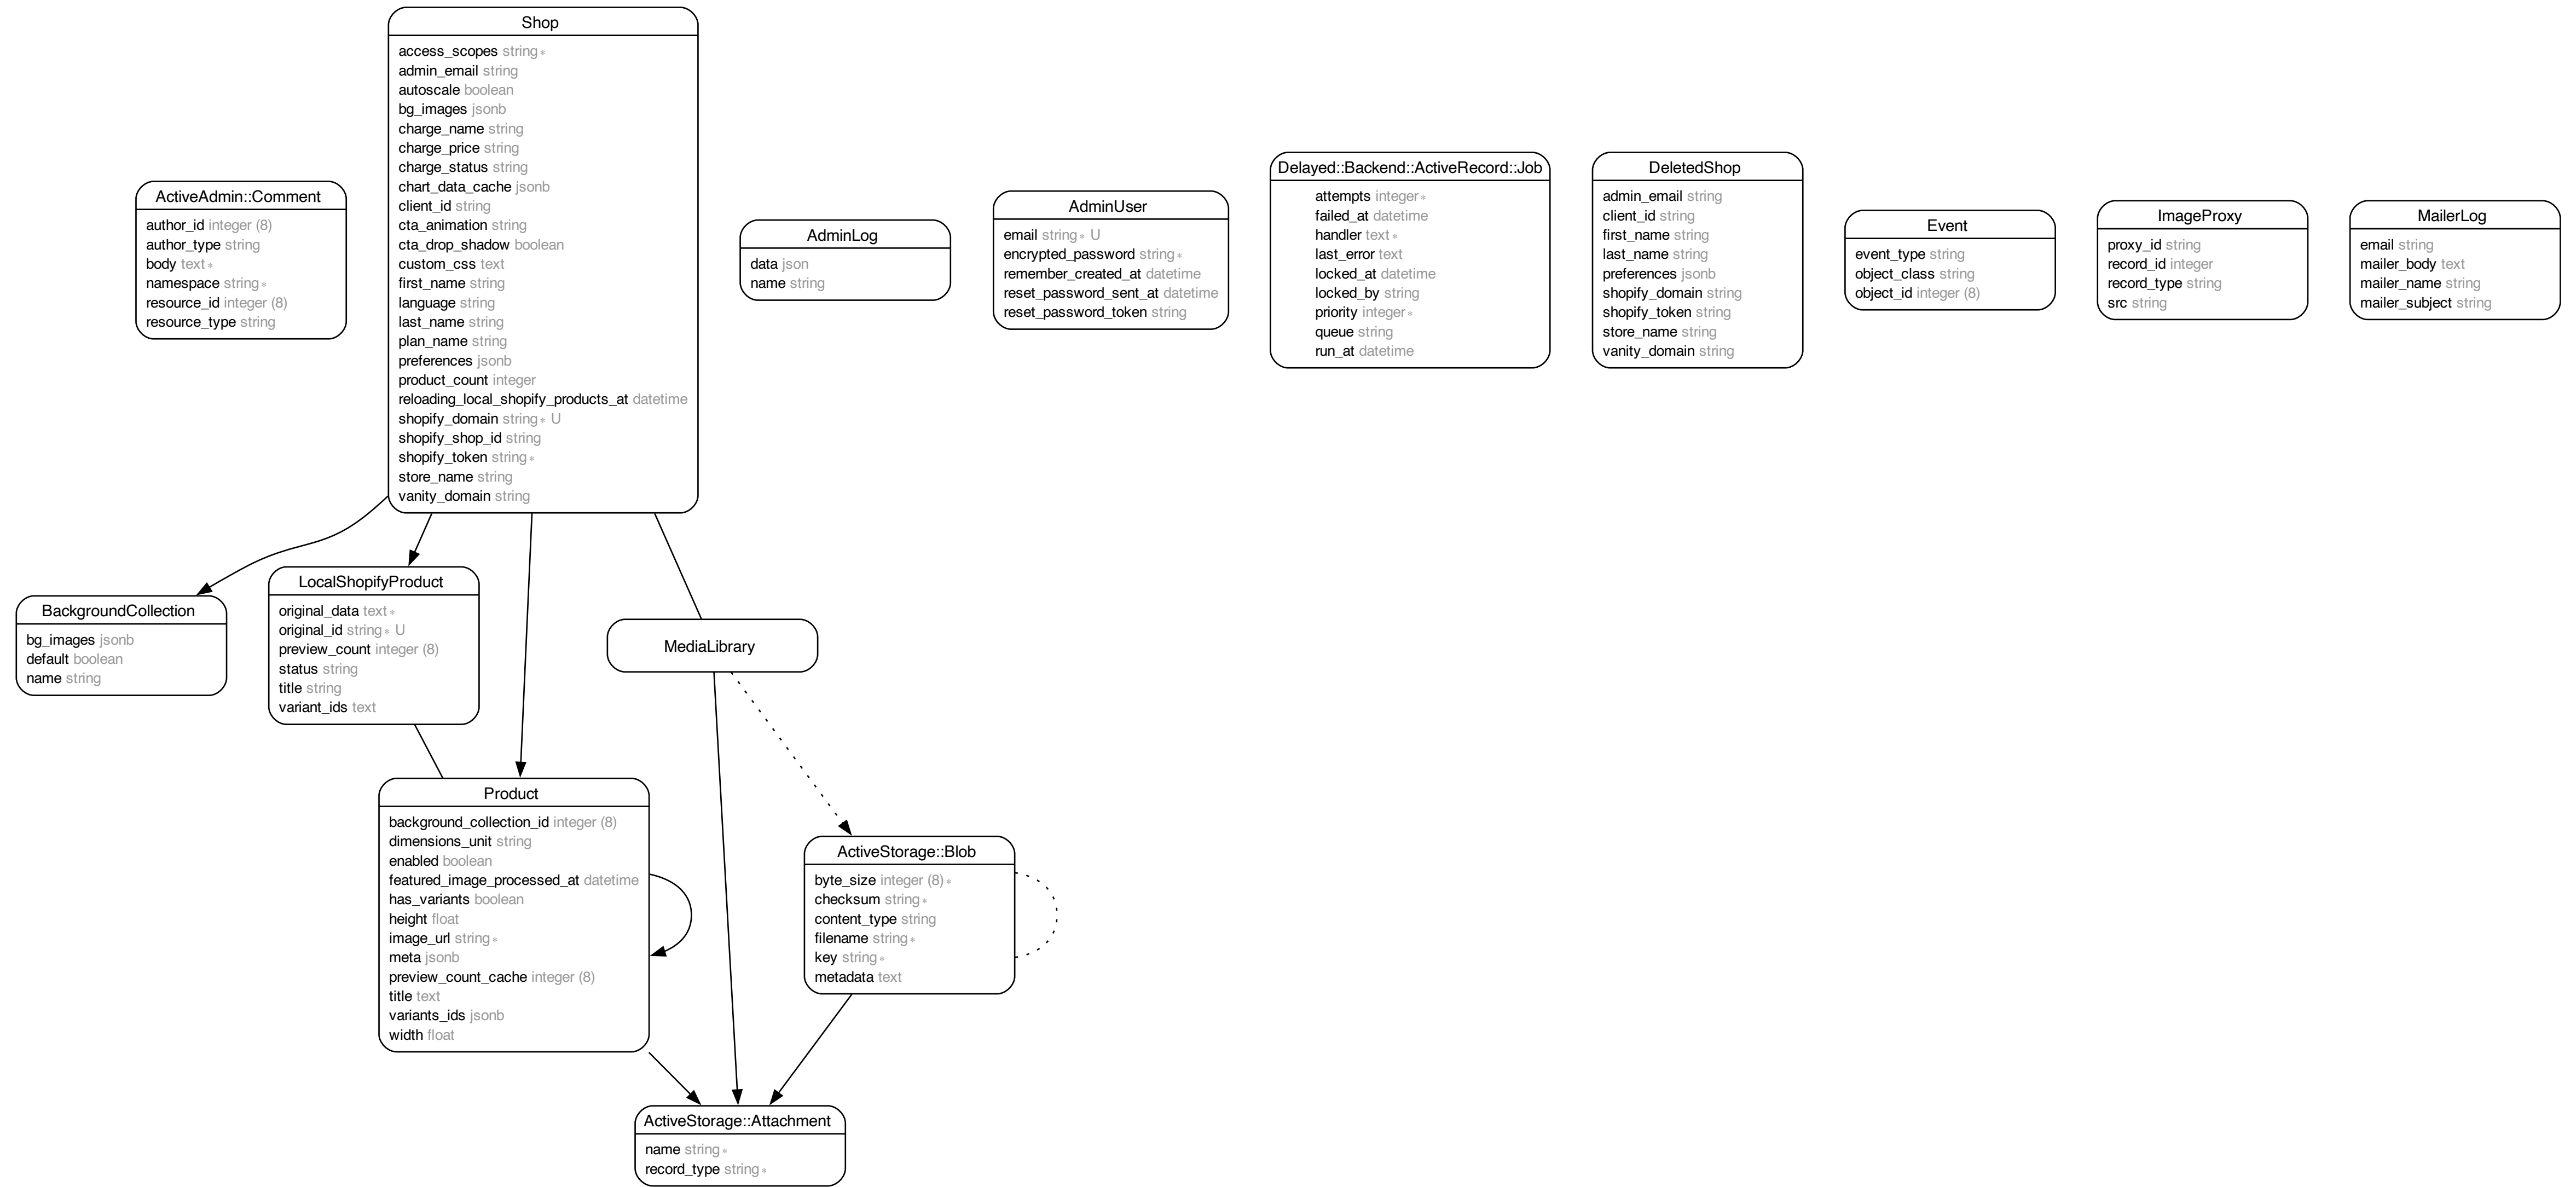 Shop
access_scopes string ∗
admin_email string
autoscale boolean
bg_images jsonb
charge_name string
charge_price string
charge_status string
chart_data_cache jsonb
client_id string
cta_animation string
cta_drop_shadow boolean
custom_css text
first_name string
language string
last_name string
plan_name string
preferences jsonb
product_count integer
reloading_local_shopify_products_at datetime
shopify_domain string ∗ U
shopify_shop_id string
shopify_token string ∗
store_name string
vanity_domain string
ActiveAdmin::Comment
author_id integer (8)
author_type string
body text ∗
namespace string ∗
resource_id integer (8)
resource_type string
AdminLog
data json
name string
AdminUser
email string ∗ U
encrypted_password string ∗
remember_created_at datetime
reset_password_sent_at datetime
reset_password_token string
Delayed::Backend::ActiveRecord::Job
attempts integer ∗
failed_at datetime
handler text ∗
last_error text
locked_at datetime
locked_by string
priority integer ∗
queue string
run_at datetime
DeletedShop
admin_email string
client_id string
first_name string
last_name string
preferences jsonb
shopify_domain string
shopify_token string
store_name string
vanity_domain string
Event
event_type string
object_class string
object_id integer (8)
ImageProxy
proxy_id string
record_id integer
record_type string
src string
MailerLog
email string
mailer_body text
mailer_name string
mailer_subject string
BackgroundCollection
bg_images jsonb
default boolean
name string
LocalShopifyProduct
original_data text ∗
original_id string ∗ U
preview_count integer (8)
status string
title string
variant_ids text
MediaLibrary
Product
background_collection_id integer (8)
dimensions_unit string
enabled boolean
featured_image_processed_at datetime
has_variants boolean
height float
image_url string ∗
meta jsonb
preview_count_cache integer (8)
title text
variants_ids jsonb
width float
ActiveStorage::Blob
byte_size integer (8) ∗
checksum string ∗
content_type string
filename string ∗
key string ∗
metadata text
ActiveStorage::Attachment
name string ∗
record_type string ∗